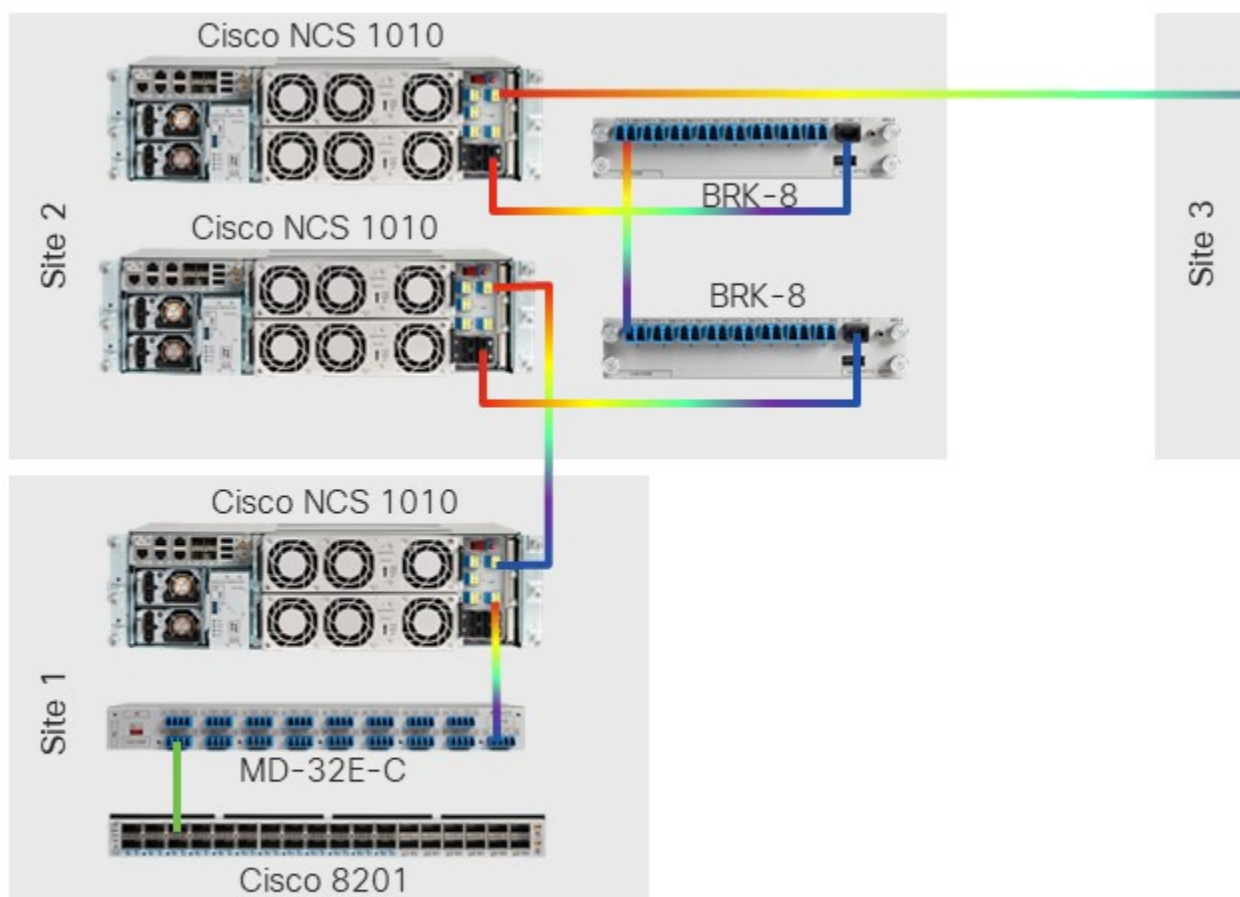 Cisco NCS 1010
BRK-8
Site 2
Cisco NCS 1010
BRK-8
Site 3
Cisco NCS 1010
Site 1
MD-32E-C
Cisco 8201